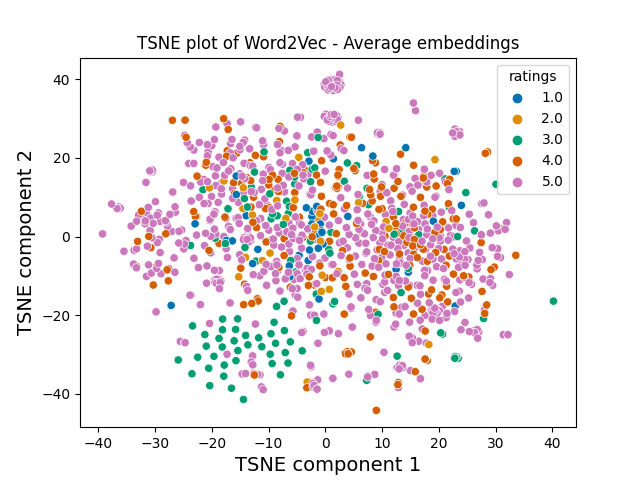 TSNE plot of Word2Vec - Average embeddings
ratings
1.0
2.0
3.0
4.0
5.0
40
20
0
−20
−40
TSNE component 2
−40 −30 −20 −10 0 10 20 30 40
TSNE component 1